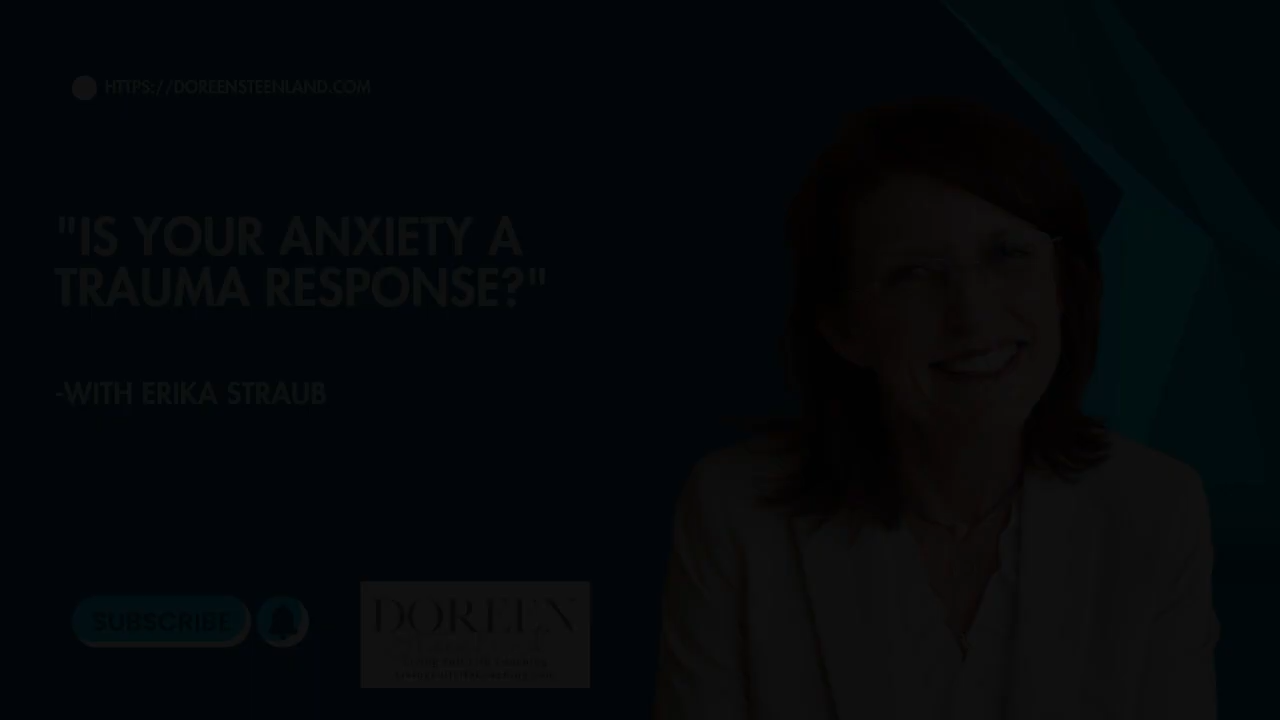 HTTPS://DOREENSTEENLAND.COM
"IS YOUR ANXIETY A
TRAUMA RESPONSE?"
-WITH ERIKA STRAUB
SUBSCRIBE
DOREEN